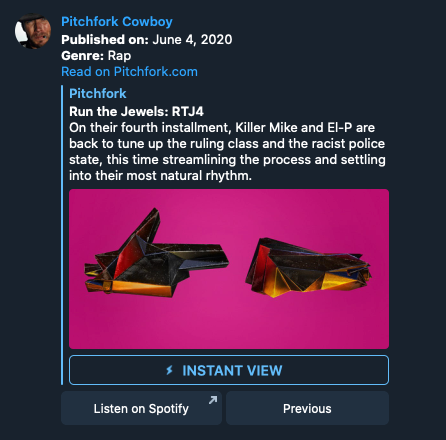 Pitchfork Cowboy
Published on: June 4, 2020
Genre: Rap
Read on Pitchfork.com
Pitchfork
Run the Jewels: RTJ4
On their fourth installment, Killer Mike and El-P are
back to tune up the ruling class and the racist police
state, this time streamlining the process and settling
into their most natural rhythm.
INSTANT VIEW
Listen on Spotify
Previous